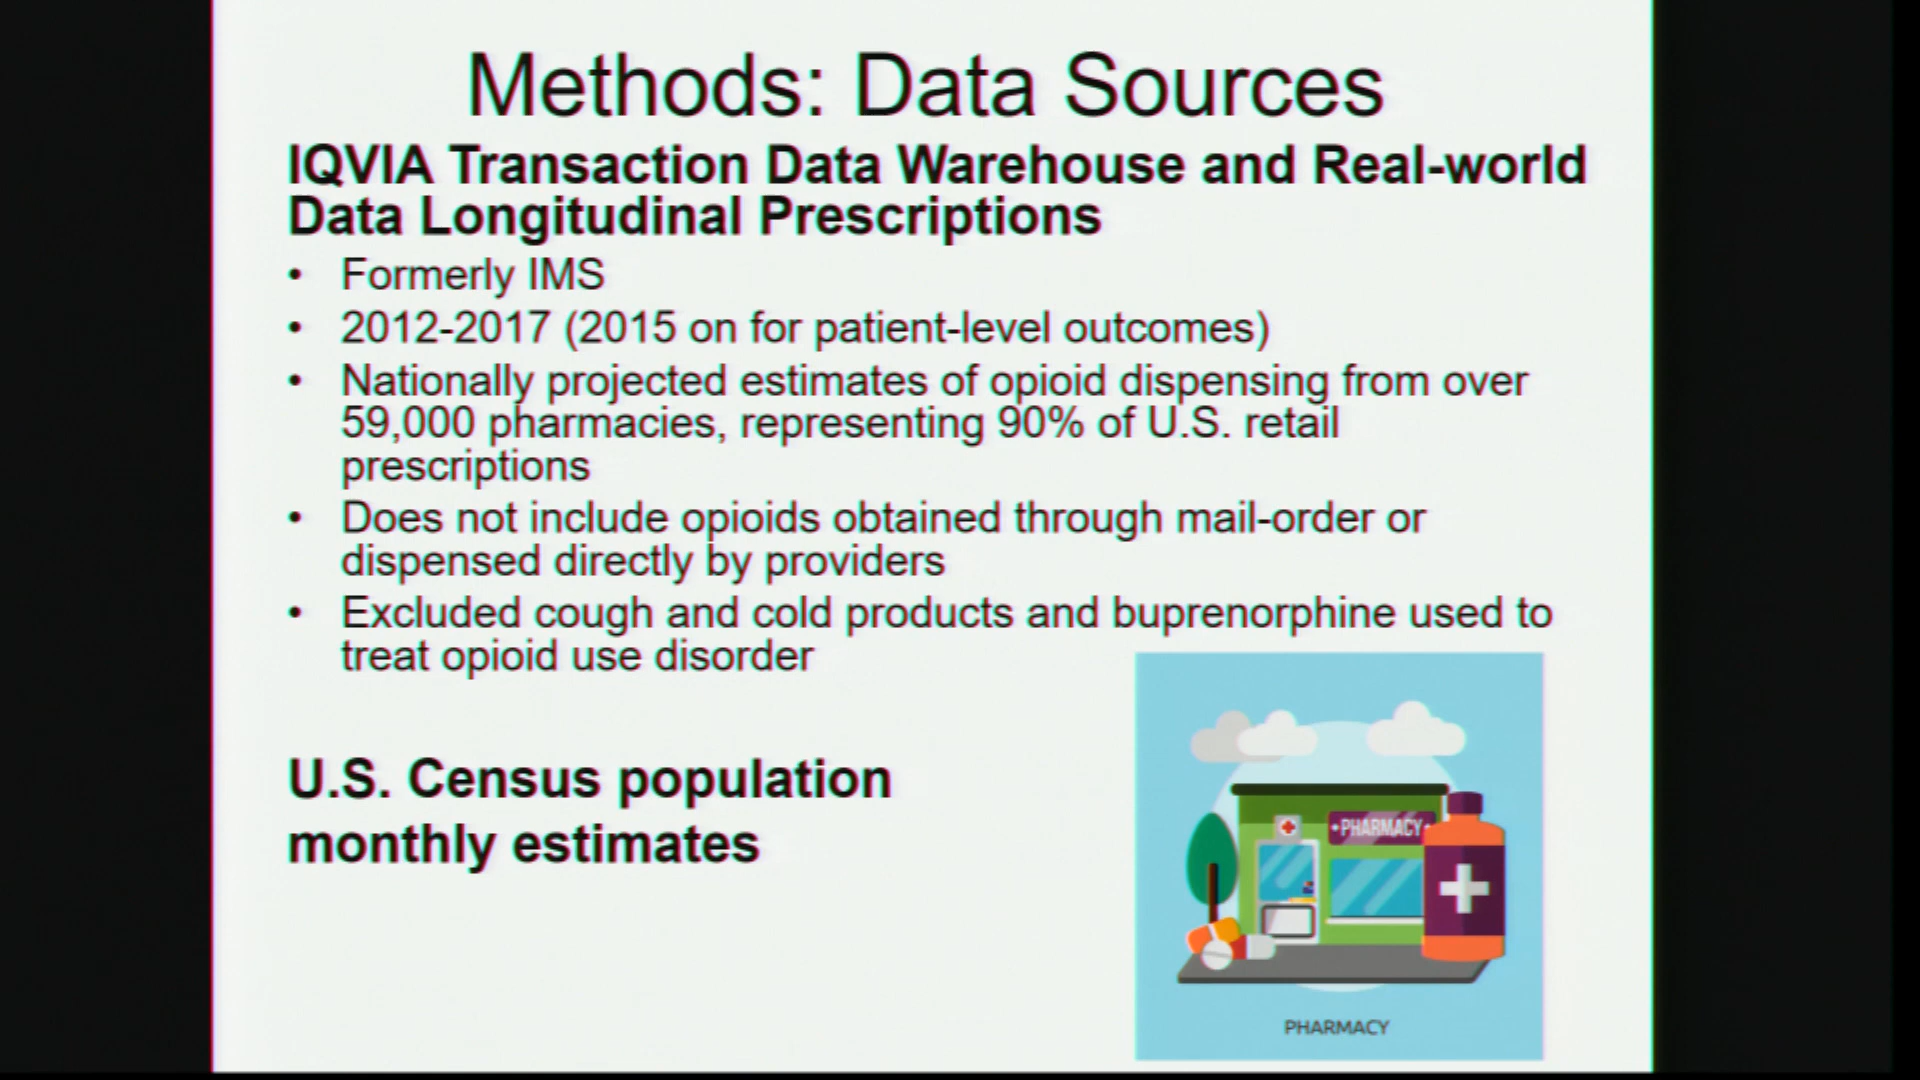 Methods: Data Sources
IQVIA Transaction Data Warehouse and Real-world
Data Longitudinal Prescriptions
• Formerly IMS
• 2012-2017 (2015 on for patient-level outcomes)
• Nationally projected estimates of opioid dispensing from over
59,000 pharmacies, representing 90% of U.S. retail
prescriptions
• Does not include opioids obtained through mail-order or
dispensed directly by providers
• Excluded cough and cold products and buprenorphine used to
treat opioid use disorder
U.S. Census population
monthly estimates
PHARMACY
PHARMACY